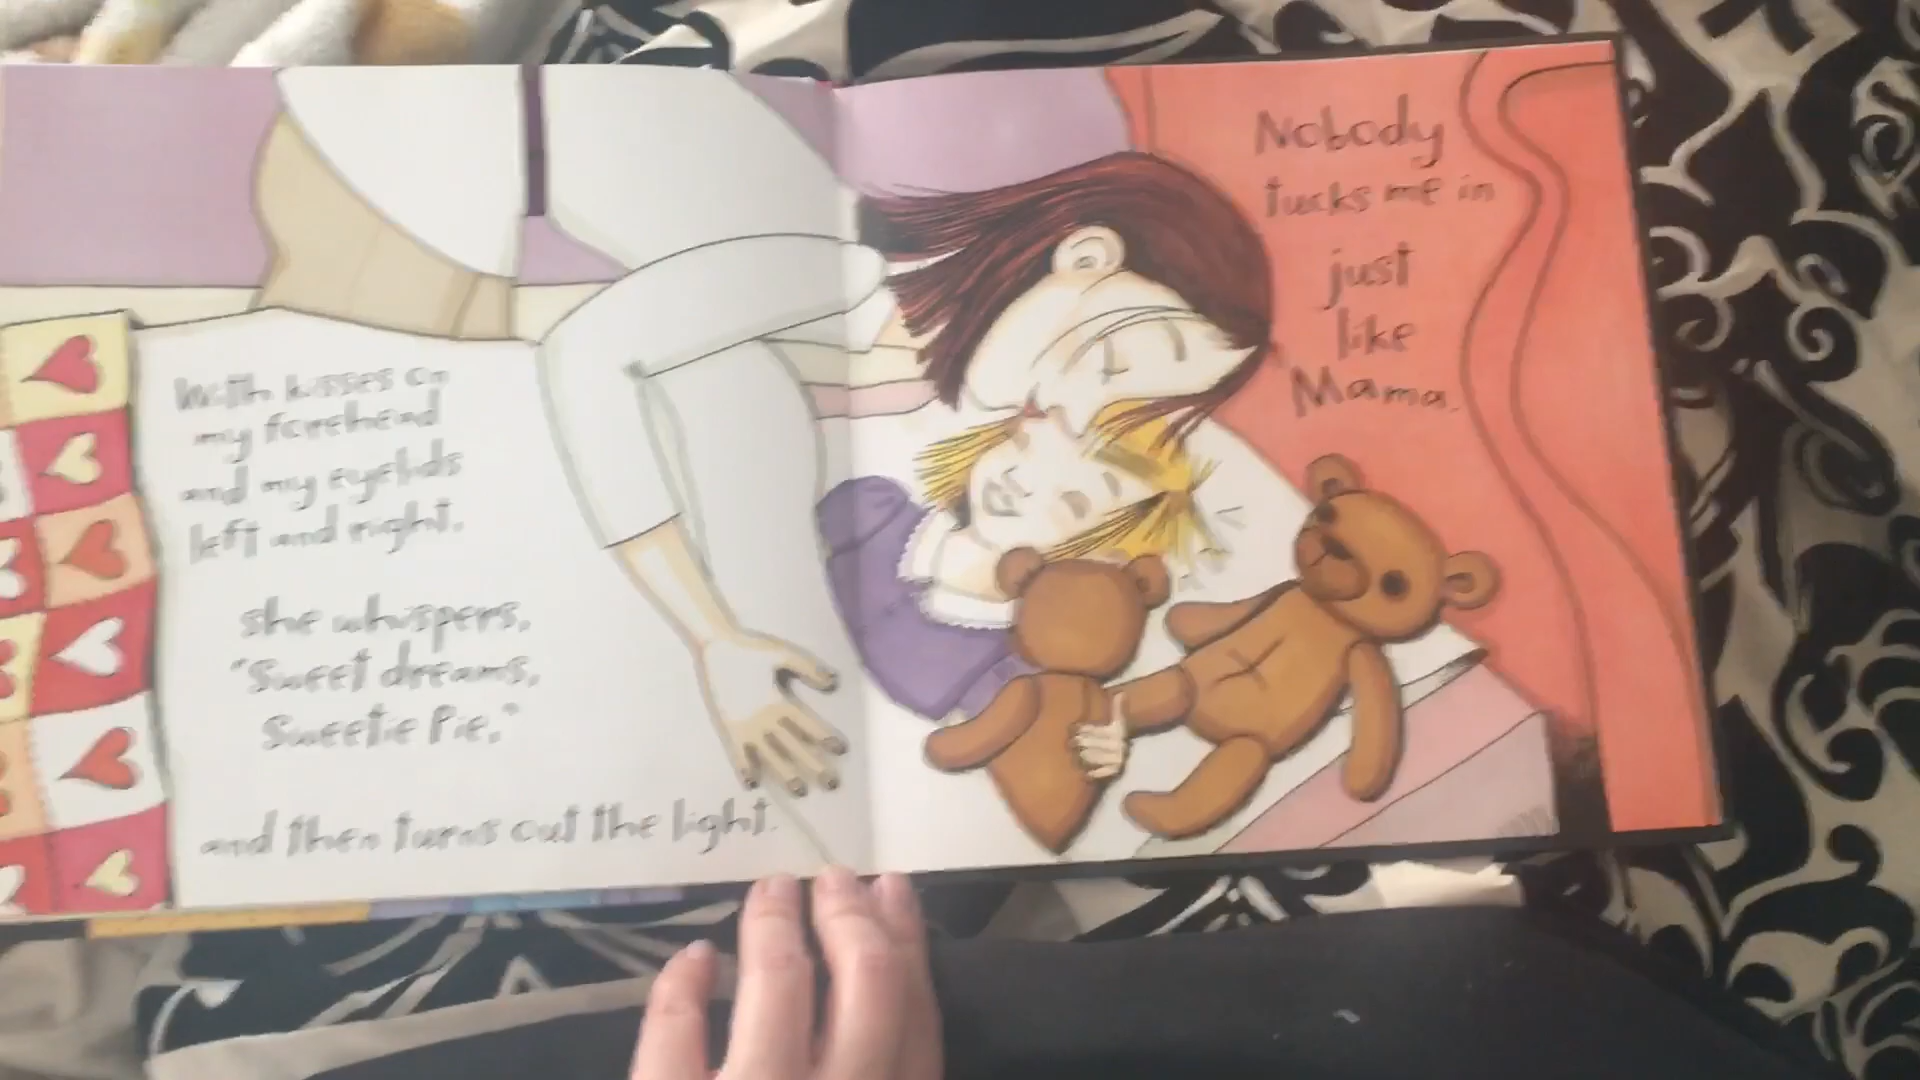 With kisses on
my forehead
and my eyelids
left and right,
she whispers,
"Sweet dreams,
Sweetie Pie,"
and then turns out the light.
Nobody
tucks me in
just
like
Mama.